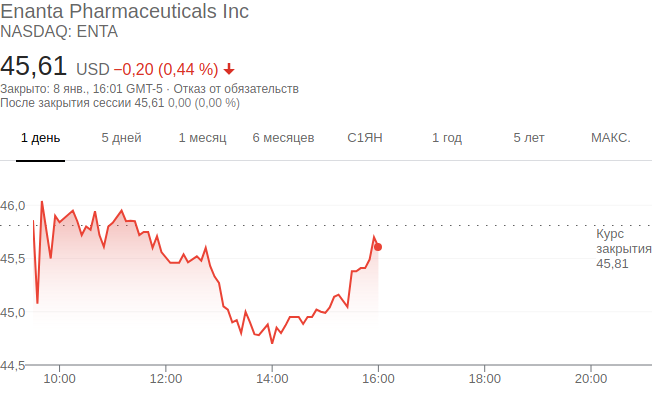 Enanta Pharmaceuticals Inc
NASDAQ: ENTA
45,61 USD −0,20 (0,44 %)
Закрыто: 8 янв., 16:01 GMT-5 · Отказ от обязательств
После закрытия сессии 45,61 0,00 (0,00 %)
1 день 5 дней 1 месяц 6 месяцев С1ЯН 1 год 5 лет МАКС.
46,0
Курс
закрытия
45,81
45,5
45,0
44,5
10:00 12:00 14:00 16:00 18:00 20:00